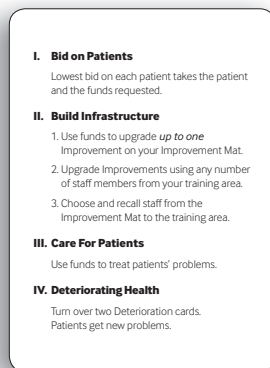 I. Bid on Patients
Lowest bid on each patient takes the patient
and the funds requested.
II. Build Infrastructure
1. Use funds to upgrade up to one
Improvement on your Improvement Mat.
2. Upgrade Improvements using any number
of staff members from your training area.
3. Choose and recall staff from the
Improvement Mat to the training area.
III. Care For Patients
Use funds to treat patients' problems.
IV. Deteriorating Health
Turn over two Deterioration cards.
Patients get new problems.